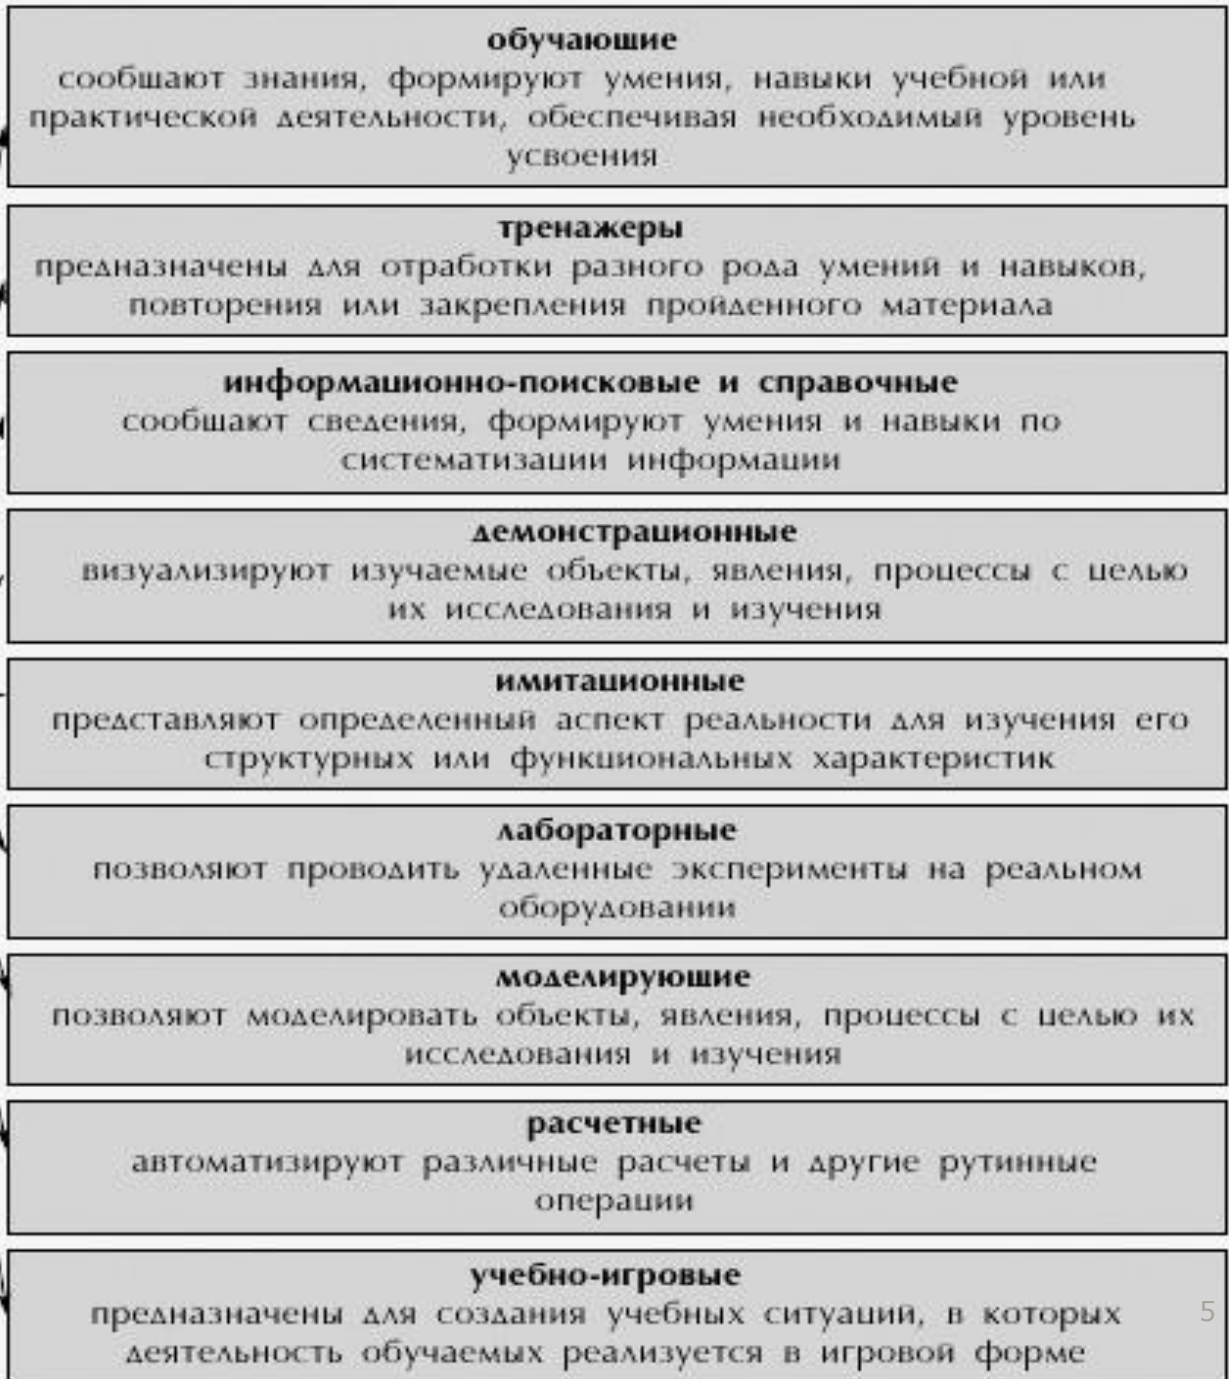 обучающие
сообщают знания, формируют умения, навыки учебной или
практической деятельности, обеспечивая необходимый уровень
усвоения
тренажеры
предназначены для отработки разного рода умений и навыков,
повторения или закрепления пройденного материала
информационно-поисковые и справочные
сообщают сведения, формируют умения и навыки по
систематизации информации
демонстрационные
визуализируют изучаемые объекты, явления, процессы с целью
их исследования и изучения
имитационные
представляют определенный аспект реальности для изучения его
структурных или функциональных характеристик
лабораторные
позволяют проводить удаленные эксперименты на реальном
оборудовании
моделирующие
позволяют моделировать объекты, явления, процессы с целью их
исследования и изучения
расчетные
автоматизируют различные расчеты и другие рутинные
операции
учебно-игровые
предназначены для создания учебных ситуаций, в которых
деятельность обучаемых реализуется в игровой форме
5